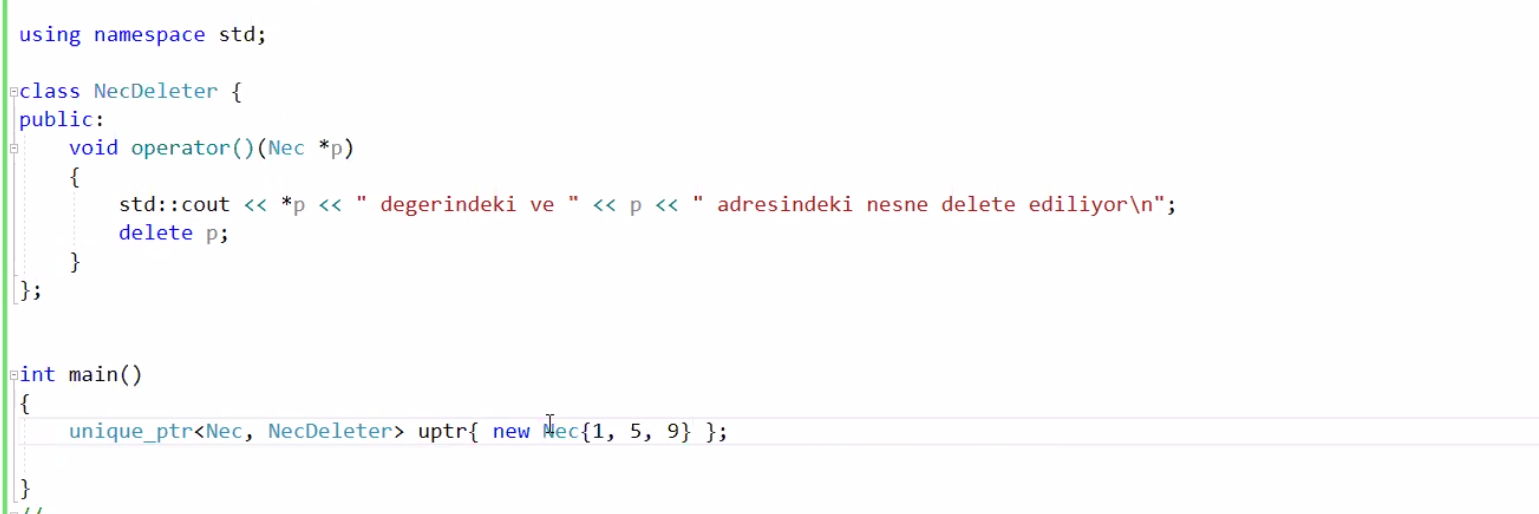 using namespace std;
class NecDeleter {
public:
void operator()(Nec *p)
{
std::cout << *p << " degerindeki ve " << p << " adresindeki nesne delete ediliyor\n";
delete p;
}
};
int main()
{
unique_ptr<Nec, NecDeleter> uptr{ new Nec{1, 5, 9} };
}
//